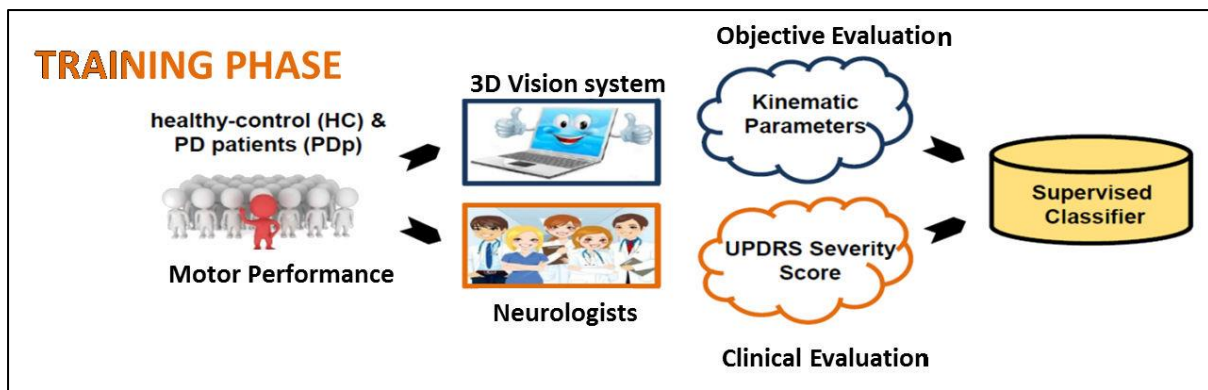 TRAINING PHASE
healthy-control (HC) &
PD patients (PDp)
Motor Performance
3D Vision system
Neurologists
Objective Evaluation
Kinematic
Parameters
UPDRS Severity
Score
Clinical Evaluation
Supervised
Classifier